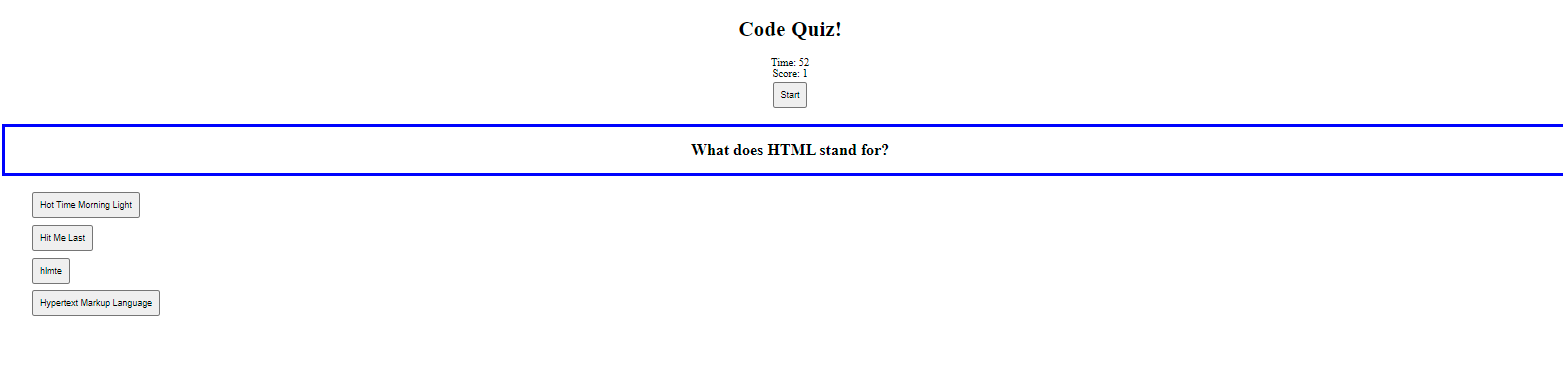 Code Quiz!
Time: 52
Score: 1
Start
What does HTML stand for?
Hot Time Morning Light
Hit Me Last
hlmte
Hypertext Markup Language